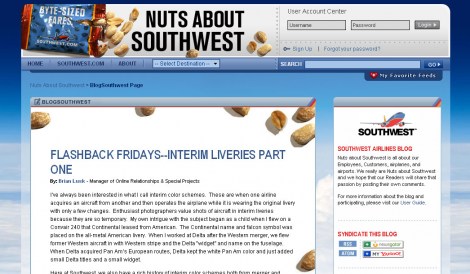 BYTE-SIZED
FARES
SOUTHWEST.COM
NUTS ABOUT
SOUTHWEST
User Account Center
Username
Password
Login
Sign Up
Forgot your password?
HOME
SOUTHWEST.COM
ABOUT
-- Select Destination --
SEARCH
GO
My Favorite Feeds
Nuts About Southwest > BlogSouthwest Page
BLOGSOUTHWEST
FLASHBACK FRIDAYS--INTERIM LIVERIES PART
ONE
By: Brian Lusk - Manager of Online Relationships & Special Projects
I've always been interested in what I call interim color schemes. These are when one airline
acquires an aircraft from another and then operates the airplane while it is wearing the original livery
with only a few changes. Enthusiast photographers value shots of aircraft in interim liveries
because they are so temporary. My own intrigue with the subject began as a child when I flew on a
Convair 240 that Continental leased from American. The Continental name and falcon symbol was
placed on the all-metal American livery. When I worked at Delta after the Western merger, we flew
former Western aircraft in with Western stripe and the Delta "widget" and name on the fuselage.
When Delta acquired Pan Am's European routes, Delta kept the white Pan Am color and just added
small Delta titles and a small widget.
Here at Southwest, we also have a rich history of interim color schemes both from merger and
SOUTHWEST
SOUTHWEST AIRLINES BLOG
Nuts about Southwest is all about our
Employees, Customers, airplanes, and
airports. We really are Nuts about Southwest
and we hope that our Readers will share their
passion by posting their own comments.
For more information about the blog and
participating, please visit our User Guide.
SYNDICATE THIS BLOG
RSS
newsgator
ATOM
MY YAHOO!